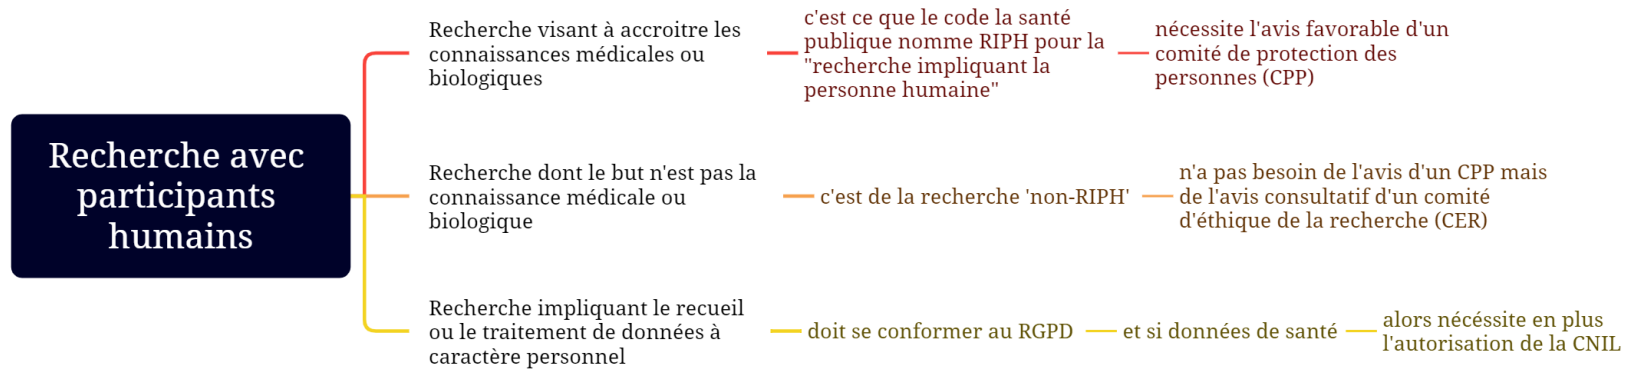 Recherche avec
participants
humains
Recherche visant à accroitre les
connaissances médicales ou
biologiques
c'est ce que le code la santé
publique nomme RIPH pour la
"recherche impliquant la
personne humaine"
nécessite l'avis favorable d'un
comité de protection des
personnes (CPP)
Recherche dont le but n'est pas la
connaissance médicale ou
biologique
c'est de la recherche 'non-RIPH'
n'a pas besoin de l'avis d'un CPP mais
de l'avis consultatif d'un comité
d'éthique de la recherche (CER)
Recherche impliquant le recueil
ou le traitement de données à
caractère personnel
doit se conformer au RGPD
et si données de santé
alors nécéssite en plus
l'autorisation de la CNIL